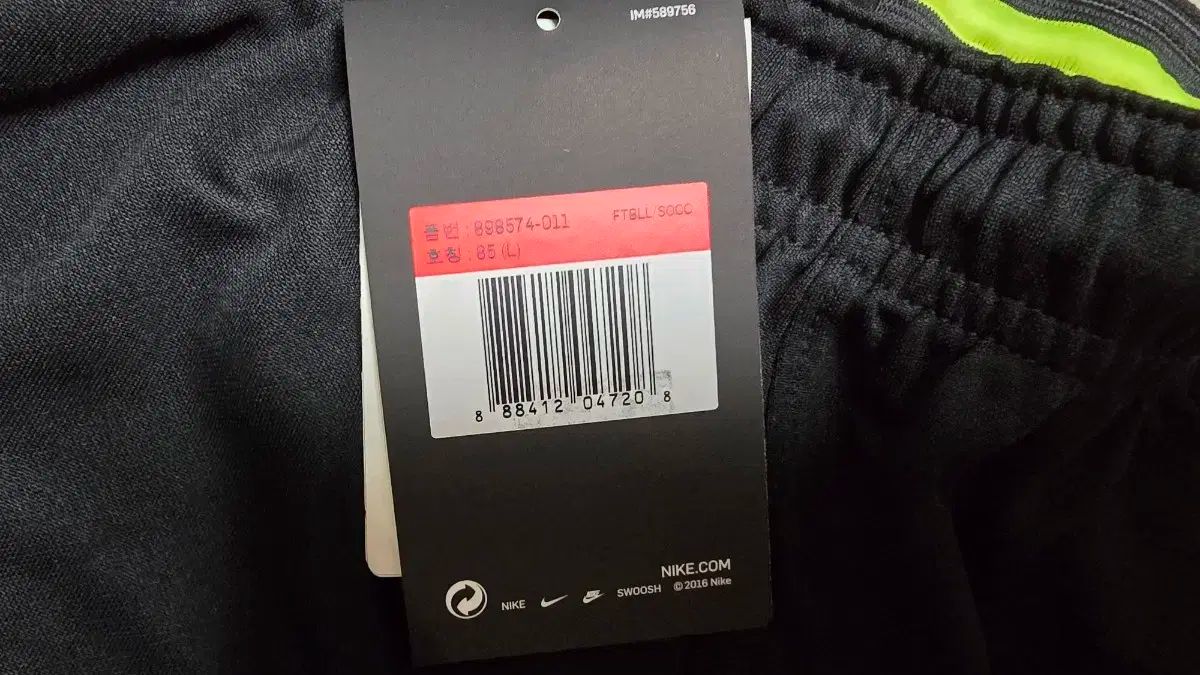 IM#589756
품 번 : 898574-011 FTBLL/SOCC
호 칭 : 85 (L)
8 88412 04720 8
NIKE.COM
NIKE SWOOSH © 2016 Nike